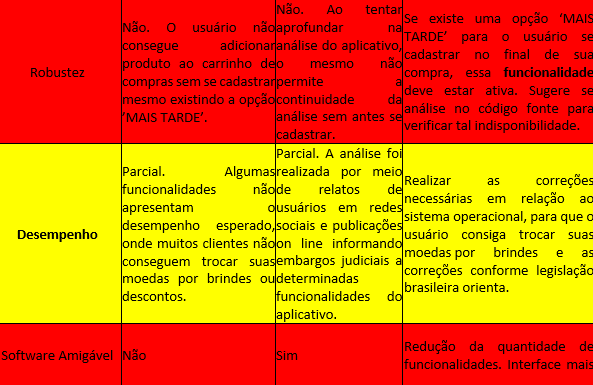 Robustez
Não. O usuário não
consegue adicionar
produto ao carrinho de
compras sem se cadastrar
mesmo existindo a opção
‘MAIS TARDE’.
Não. Ao tentar
aprofundar na
análise do aplicativo,
o mesmo não
permite a
continuidade da
análise sem antes se
cadastrar.
Se existe uma opção ‘MAIS
TARDE’ para o usuário se
cadastrar no final de sua
compra, essa funcionalidade
deve estar ativa. Sugere se
análise no código fonte para
verificar tal indisponibilidade.
Desempenho
Parcial. Algumas
funcionalidades não
apresentam o
desempenho esperado,
onde muitos clientes não
conseguem trocar suas
moedas por brindes ou
descontos.
Parcial. A análise foi
realizada por meio
de relatos de
usuários em redes
sociais e publicações
on line informando
embargos judiciais a
determinadas
funcionalidades do
aplicativo.
Realizar as correções
necessárias em relação ao
sistema operacional, para que o
usuário consiga trocar suas
moedas por brindes e as
correções conforme legislação
brasileira orienta.
Software Amigável
Não
Sim
Redução da quantidade de
funcionalidades. Interface mais